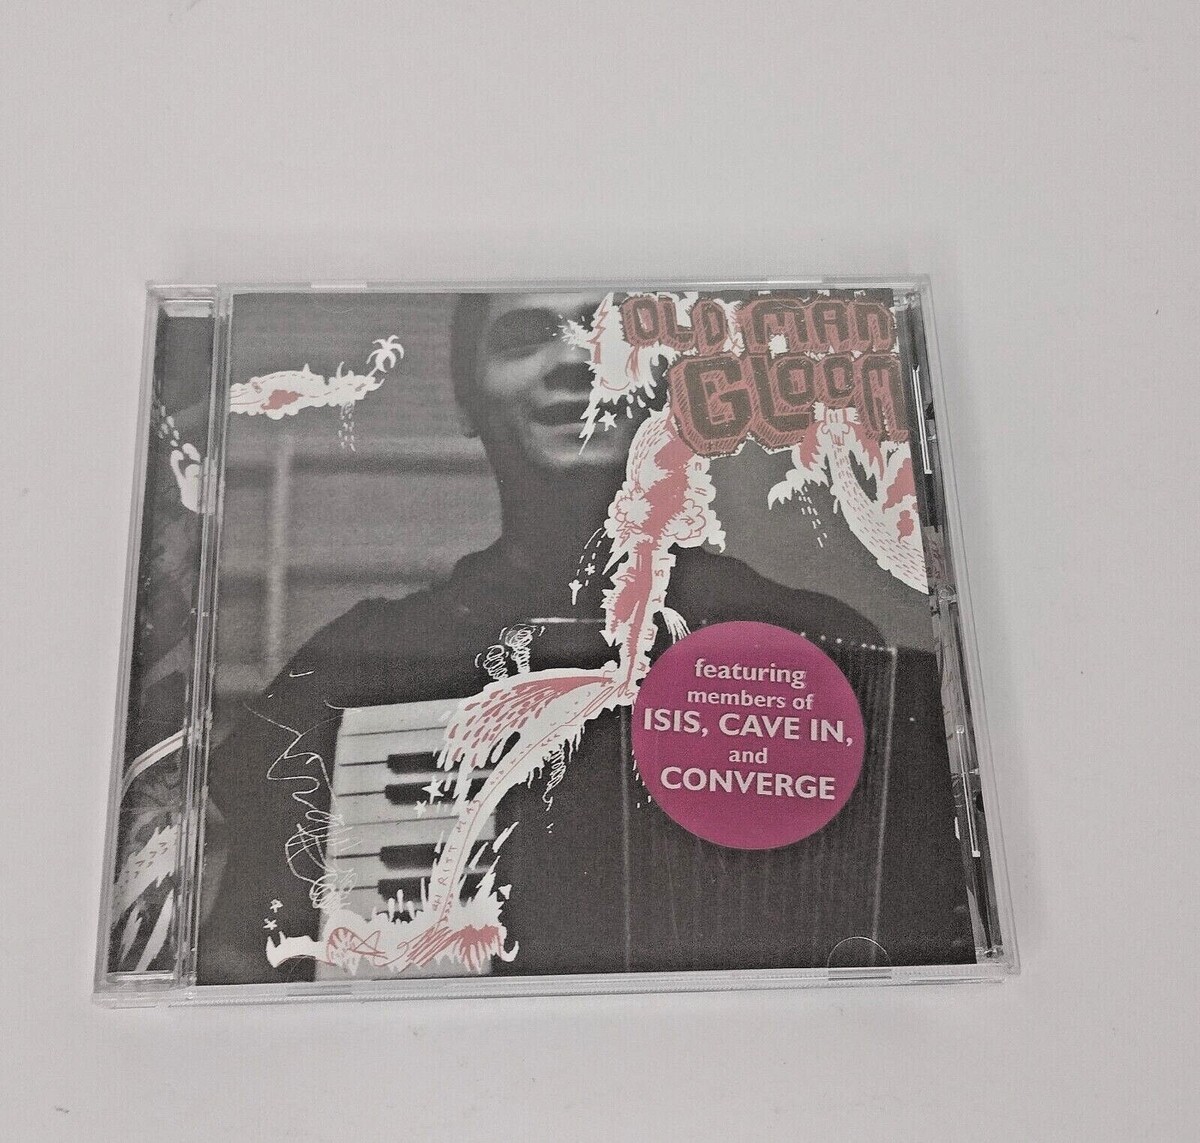 OLD MAN
GLOOM
featuring
members of
ISIS, CAVE IN,
and
CONVERGE